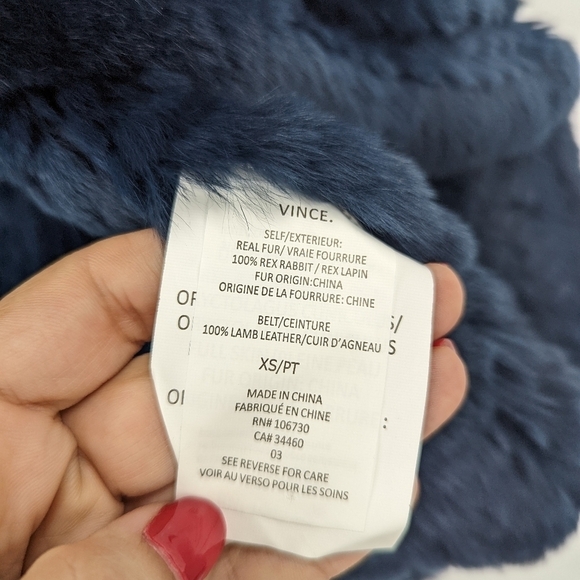 VINCE.
SELF/EXTERIEUR:
REAL FUR/ VRAIE FOURRURE
100% REX RABBIT / REX LAPIN
FUR ORIGIN:CHINA
ORIGINE DE LA FOURRURE: CHINE
BELT/CEINTURE
100% LAMB LEATHER/CUIR D'AGNEAU
XS/PT
MADE IN CHINA
FABRIQUÉ EN CHINE
RN# 106730
CA# 34460
03
SEE REVERSE FOR CARE
VOIR AU VERSO POUR LES SOINS